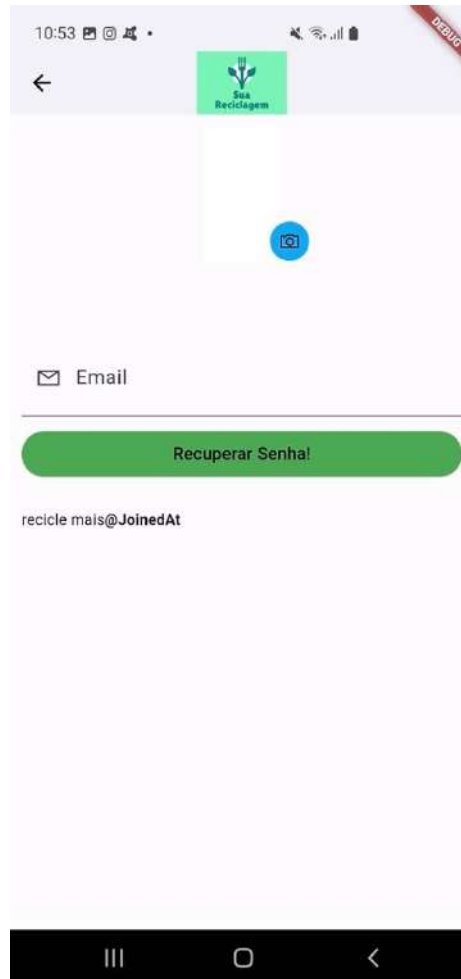 10:53
DEBUG
Sua
Reciclagem
Email
Recuperar Senha!
recicle mais@JoinedAt